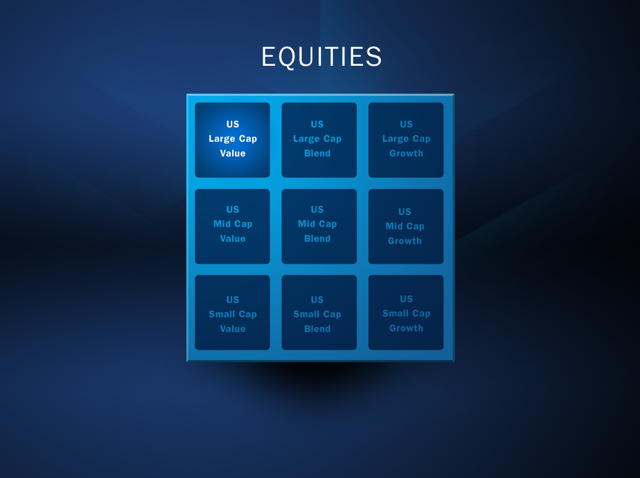 EQUITIES
US
Large Cap
Value
US
Large Cap
Blend
US
Large Cap
Growth
US
Mid Cap
Value
US
Mid Cap
Blend
US
Mid Cap
Growth
US
Small Cap
Value
US
Small Cap
Blend
US
Small Cap
Growth